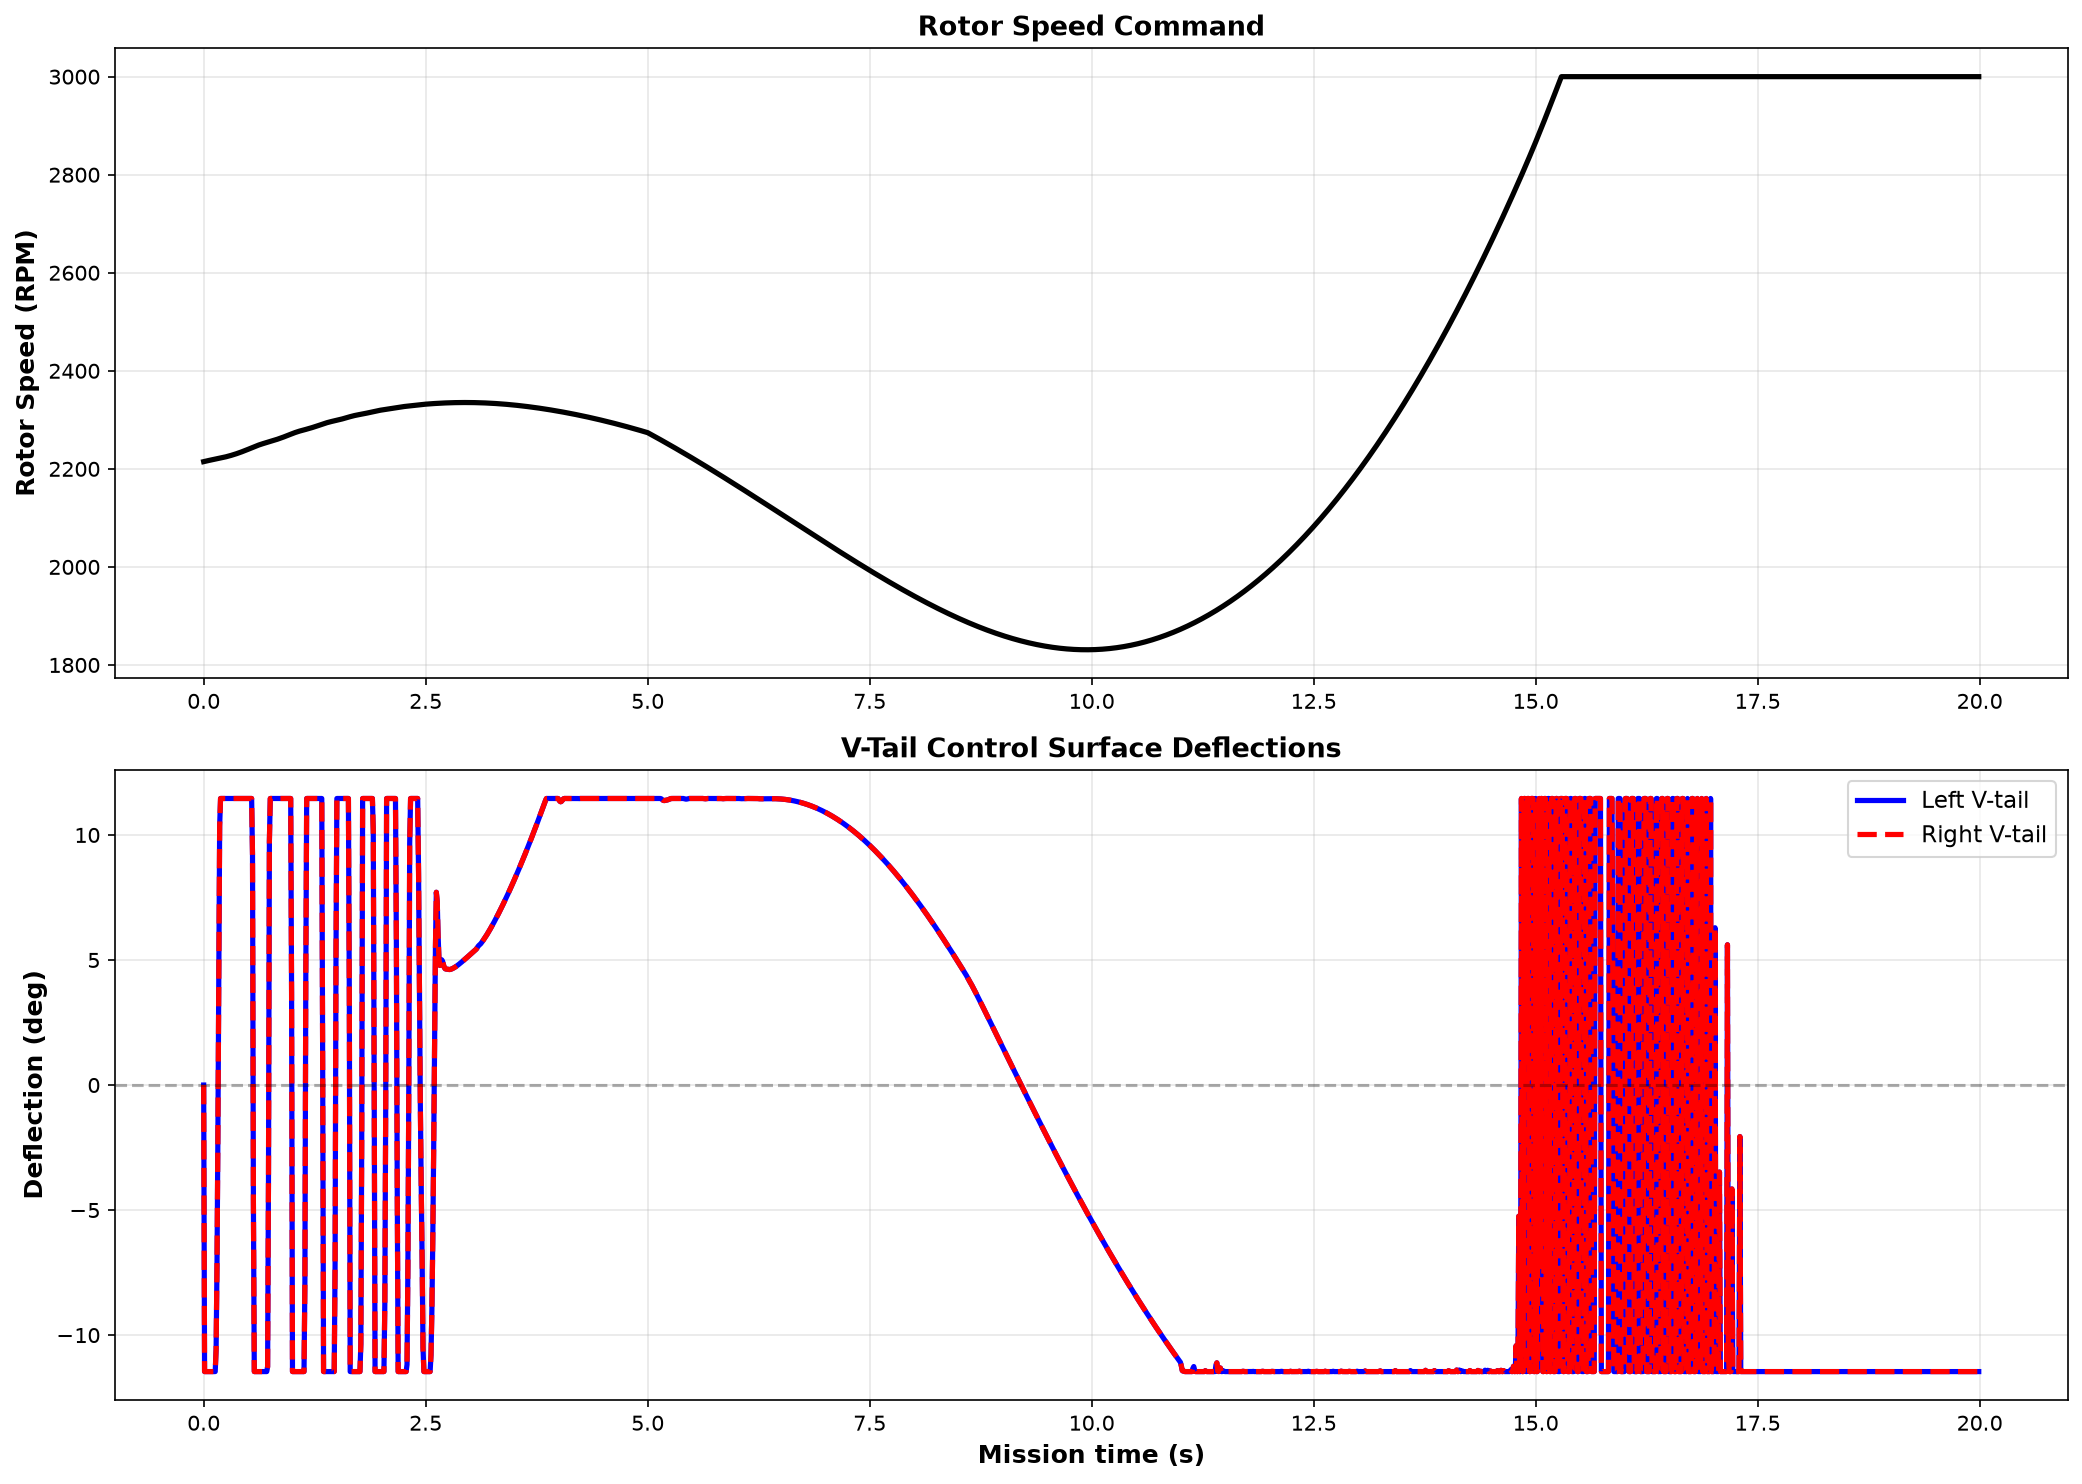 Rotor Speed Command
Rotor Speed (RPM)
3000
2800
2600
2400
2200
2000
1800
0.0 2.5 5.0 7.5 10.0 12.5 15.0 17.5 20.0
V-Tail Control Surface Deflections
Deflection (deg)
10
5
0
−5
−10
Left V-tail
Right V-tail
0.0 2.5 5.0 7.5 10.0 12.5 15.0 17.5 20.0
Mission time (s)